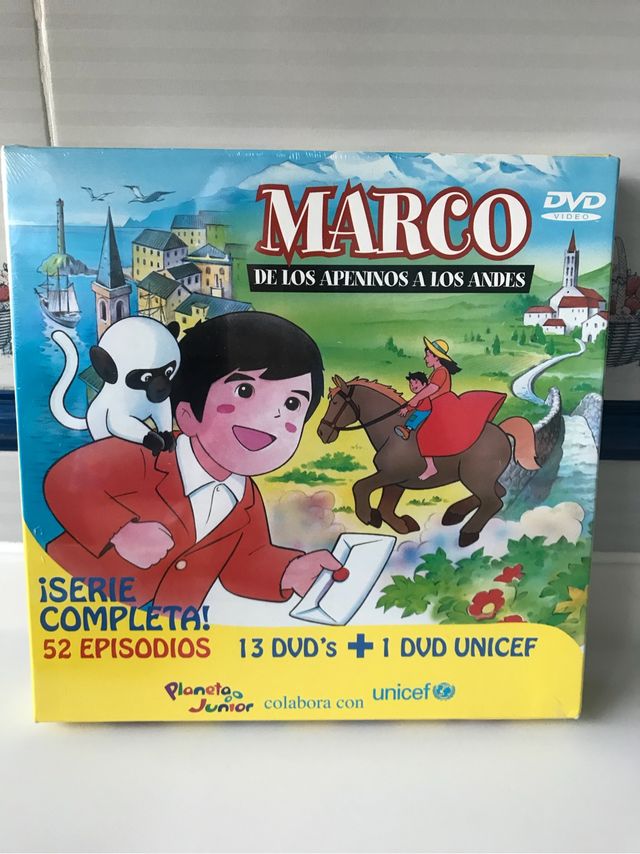 MARCO
DVD
VIDEO
DE LOS APENINOS A LOS ANDES
¡SERIE
COMPLETA!
52 EPISODIOS
13 DVD's + 1 DVD UNICEF
Planeta
Junior
colabora con
unicef